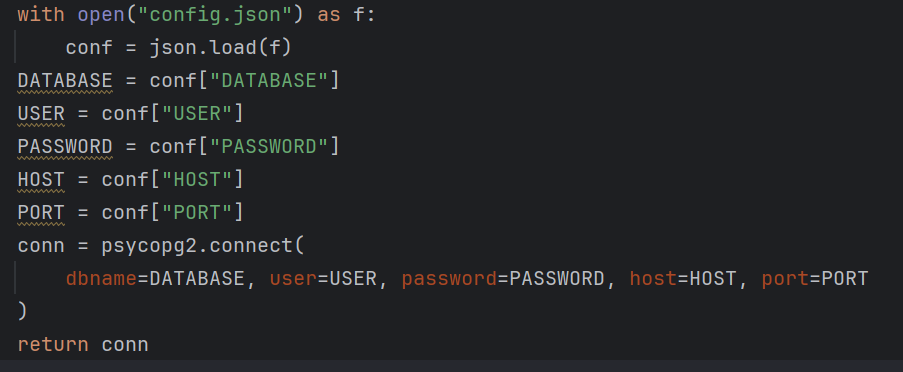 with open("config.json") as f:
    conf = json.load(f)
DATABASE = conf["DATABASE"]
USER = conf["USER"]
PASSWORD = conf["PASSWORD"]
HOST = conf["HOST"]
PORT = conf["PORT"]
conn = psycopg2.connect(
    dbname=DATABASE, user=USER, password=PASSWORD, host=HOST, port=PORT
)
return conn